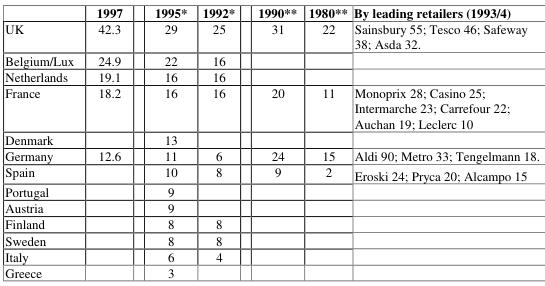 1997 1995* 1992* 1990** 1980** By leading retailers (1993/4)
UK 42.3 29 25 31 22 Sainsbury 55; Tesco 46; Safeway
38; Asda 32.
Belgium/Lux 24.9 22 16
Netherlands 19.1 16 16
France 18.2 16 16 20 11 Monoprix 28; Casino 25;
Intermarche 23; Carrefour 22;
Auchan 19; Leclerc 10
Denmark 13
Germany 12.6 11 6 24 15 Aldi 90; Metro 33; Tengelmann 18.
Spain 10 8 9 2 Eroski 24; Pryca 20; Alcampo 15
Portugal 9
Austria 9
Finland 8 8
Sweden 8 8
Italy 6 4
Greece 3